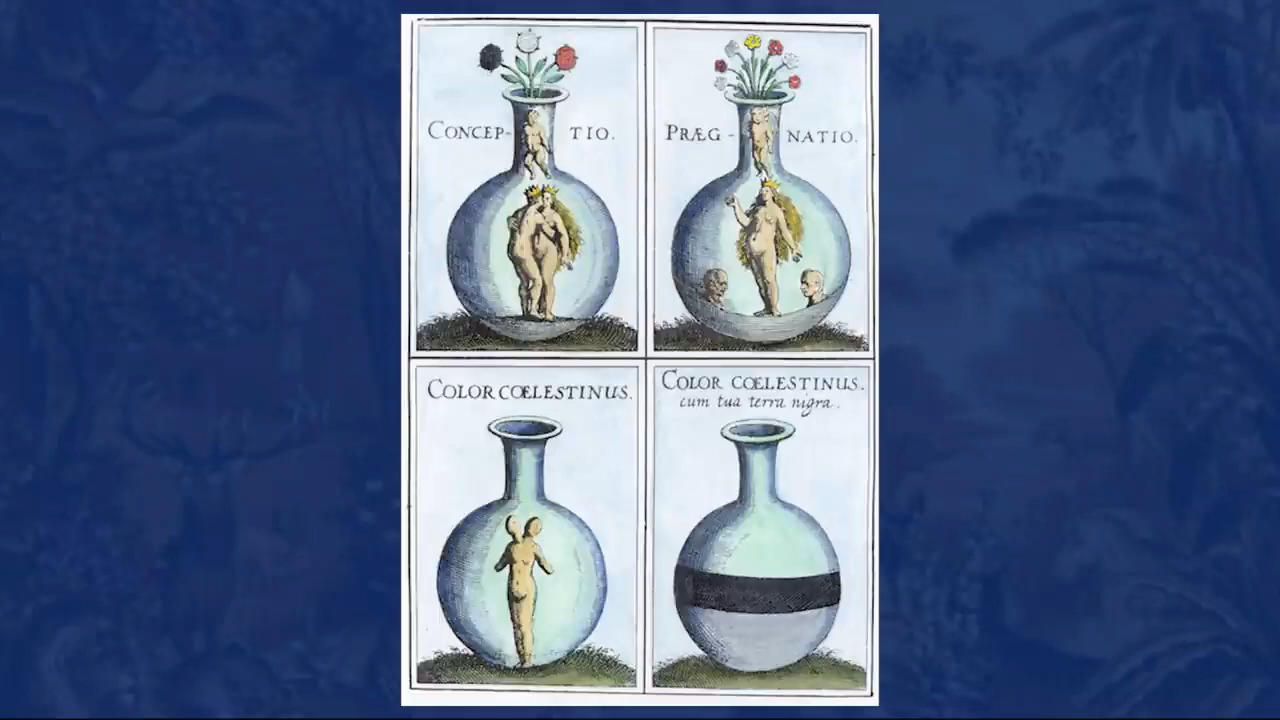 CONCEP- TIO.
PRÆG - NATIO.
COLOR CŒLESTINUS.
COLOR CŒLESTINUS.
cum tua terra nigra.